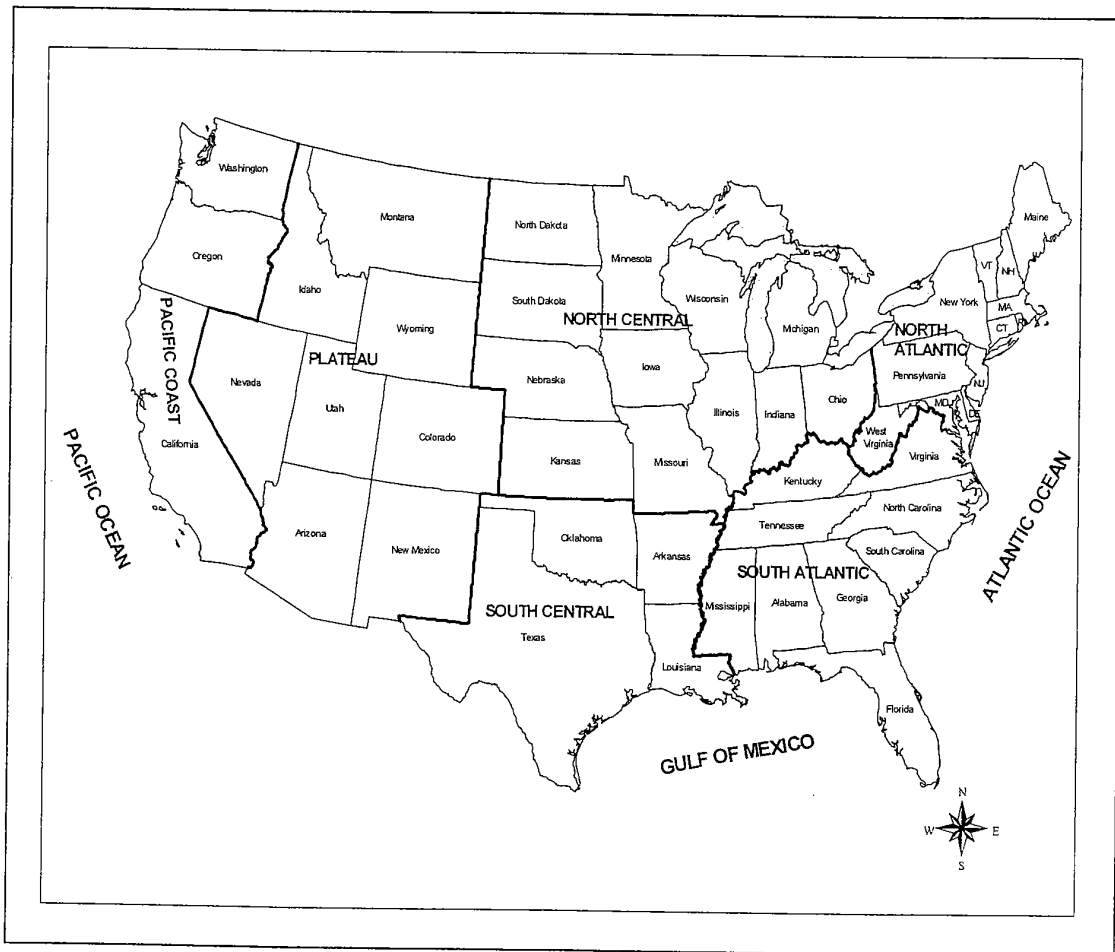 Washington
Montana
North Dakota
Minnesota
Maine
Oregon
Idaho
South Dakota
Wisconsin
VT
NH
New York
MA
CT
RI
PACIFIC COAST
Wyoming
NORTH CENTRAL
Michigan
NORTH
ATLANTIC
PLATEAU
Nevada
Nebraska
Iowa
Pennsylvania
NJ
Utah
Illinois
Indiana
Ohio
MD
DE
California
Colorado
Kansas
Missouri
West
Virginia
Virginia
PACIFIC OCEAN
Kentucky
ATLANTIC OCEAN
Arizona
New Mexico
Oklahoma
Arkansas
Tennessee
North Carolina
South Carolina
SOUTH ATLANTIC
Mississippi
Alabama
Georgia
SOUTH CENTRAL
Texas
Louisiana
Florida
GULF OF MEXICO
N
W
E
S